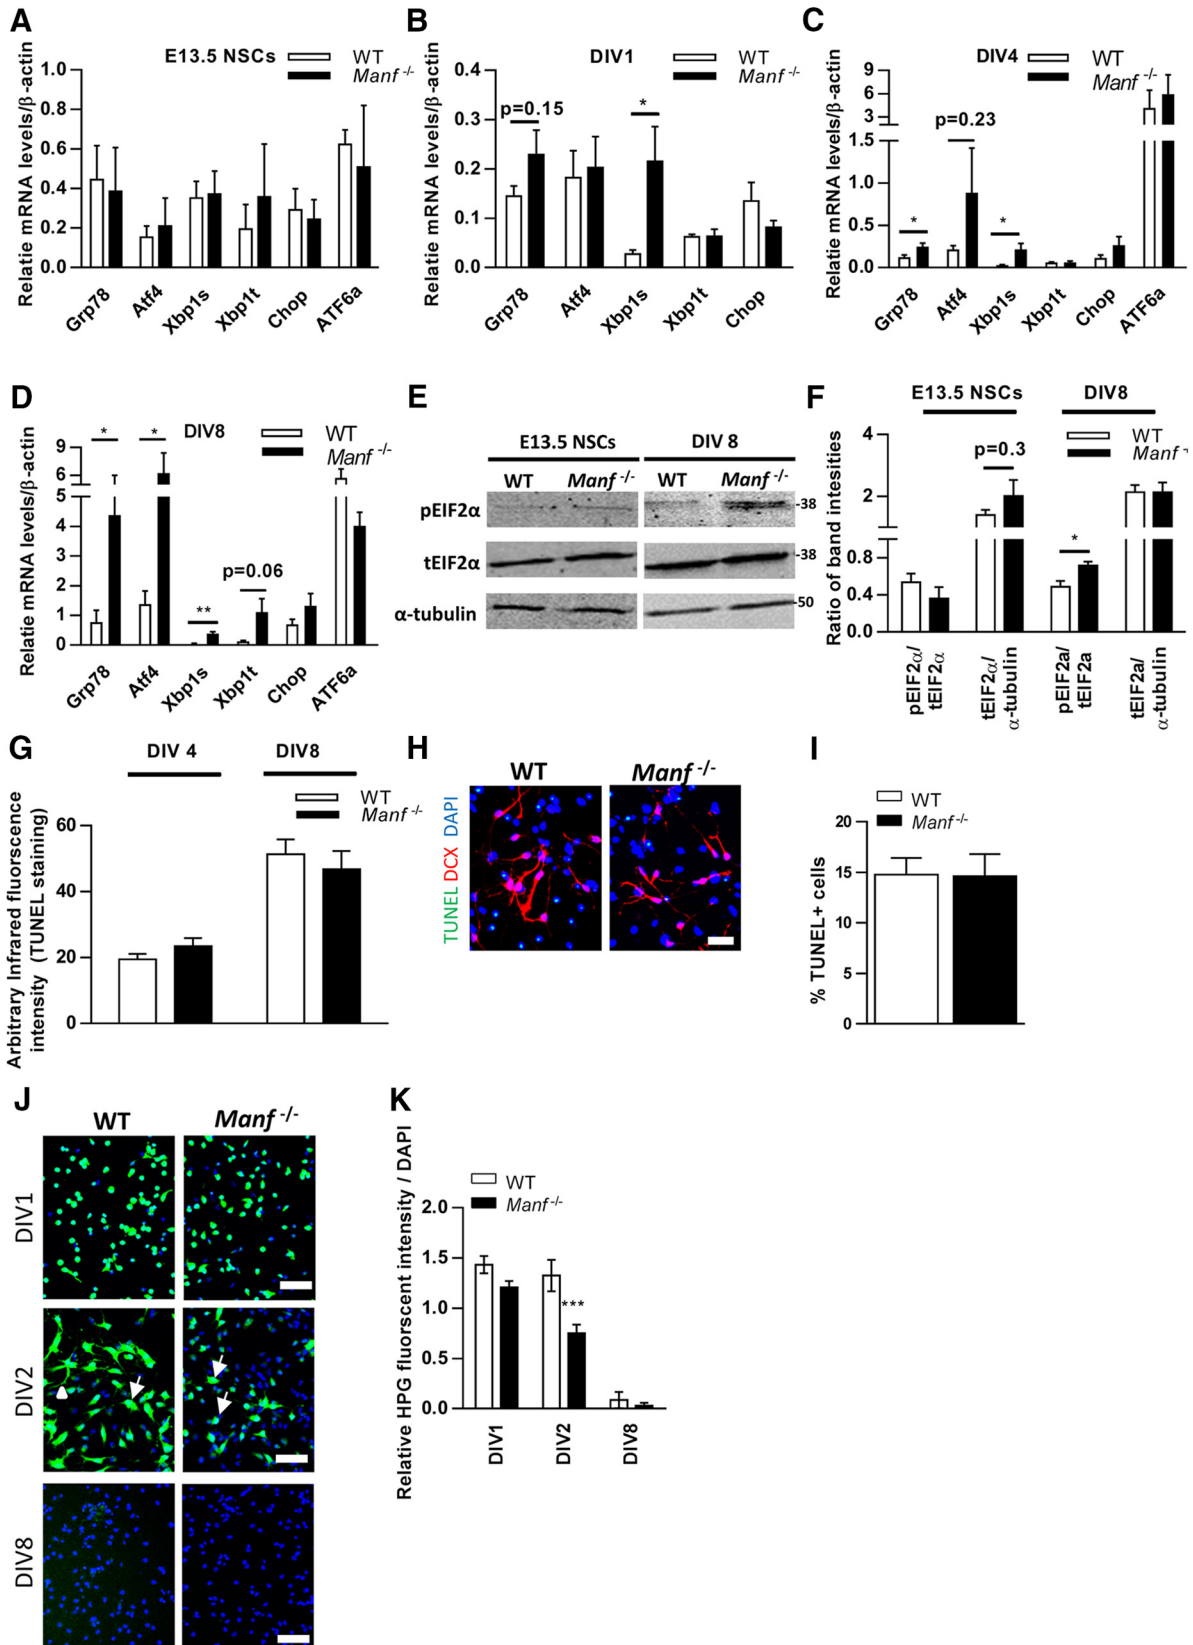 A
E13.5 NSCs
WT
Manf -/-
Relatie mRNA levels/β-actin
1.0
0.8
0.6
0.4
0.2
0.0
Grp78
Atf4
Xbp1s
Xbp1t
Chop
ATF6a
B
DIV1
WT
Manf -/-
Relatie mRNA levels/β-actin
0.4
0.3
0.2
0.1
0.0
p=0.15
*
Grp78
Atf4
Xbp1s
Xbp1t
Chop
C
DIV4
WT
Manf -/-
Relatie mRNA levels/β-actin
9
6
3
1.5
1.0
0.5
0.0
*
p=0.23
*
Grp78
Atf4
Xbp1s
Xbp1t
Chop
ATF6a
D
DIV8
WT
Manf -/-
Relatie mRNA levels/β-actin
9
6
5
4
3
2
1
0
*
*
**
p=0.06
Grp78
Atf4
Xbp1s
Xbp1t
Chop
ATF6a
E
E13.5 NSCs
DIV 8
WT
Manf -/-
WT
Manf -/-
pEIF2α
-38
tEIF2α
-38
α-tubulin
-50
F
E13.5 NSCs
DIV8
WT
Manf -
Ratio of band intesities
4
2
0.8
0.4
0.0
p=0.3
*
pEIF2α/
tEIF2α
tEIF2α/
α-tubulin
pEIF2a/
tEIF2a
tEIF2a/
α-tubulin
G
DIV 4
DIV8
WT
Manf -/-
Arbitrary Infrared fluorescence
intensity (TUNEL staining)
60
40
20
0
H
WT
Manf -/-
TUNEL DCX DAPI
I
WT
Manf -/-
% TUNEL+ cells
20
15
10
5
0
J
WT
Manf -/-
DIV1
DIV2
DIV8
K
WT
Manf -/-
Relative HPG fluorscent intensity / DAPI
2.0
1.5
1.0
0.5
0.0
***
DIV1
DIV2
DIV8